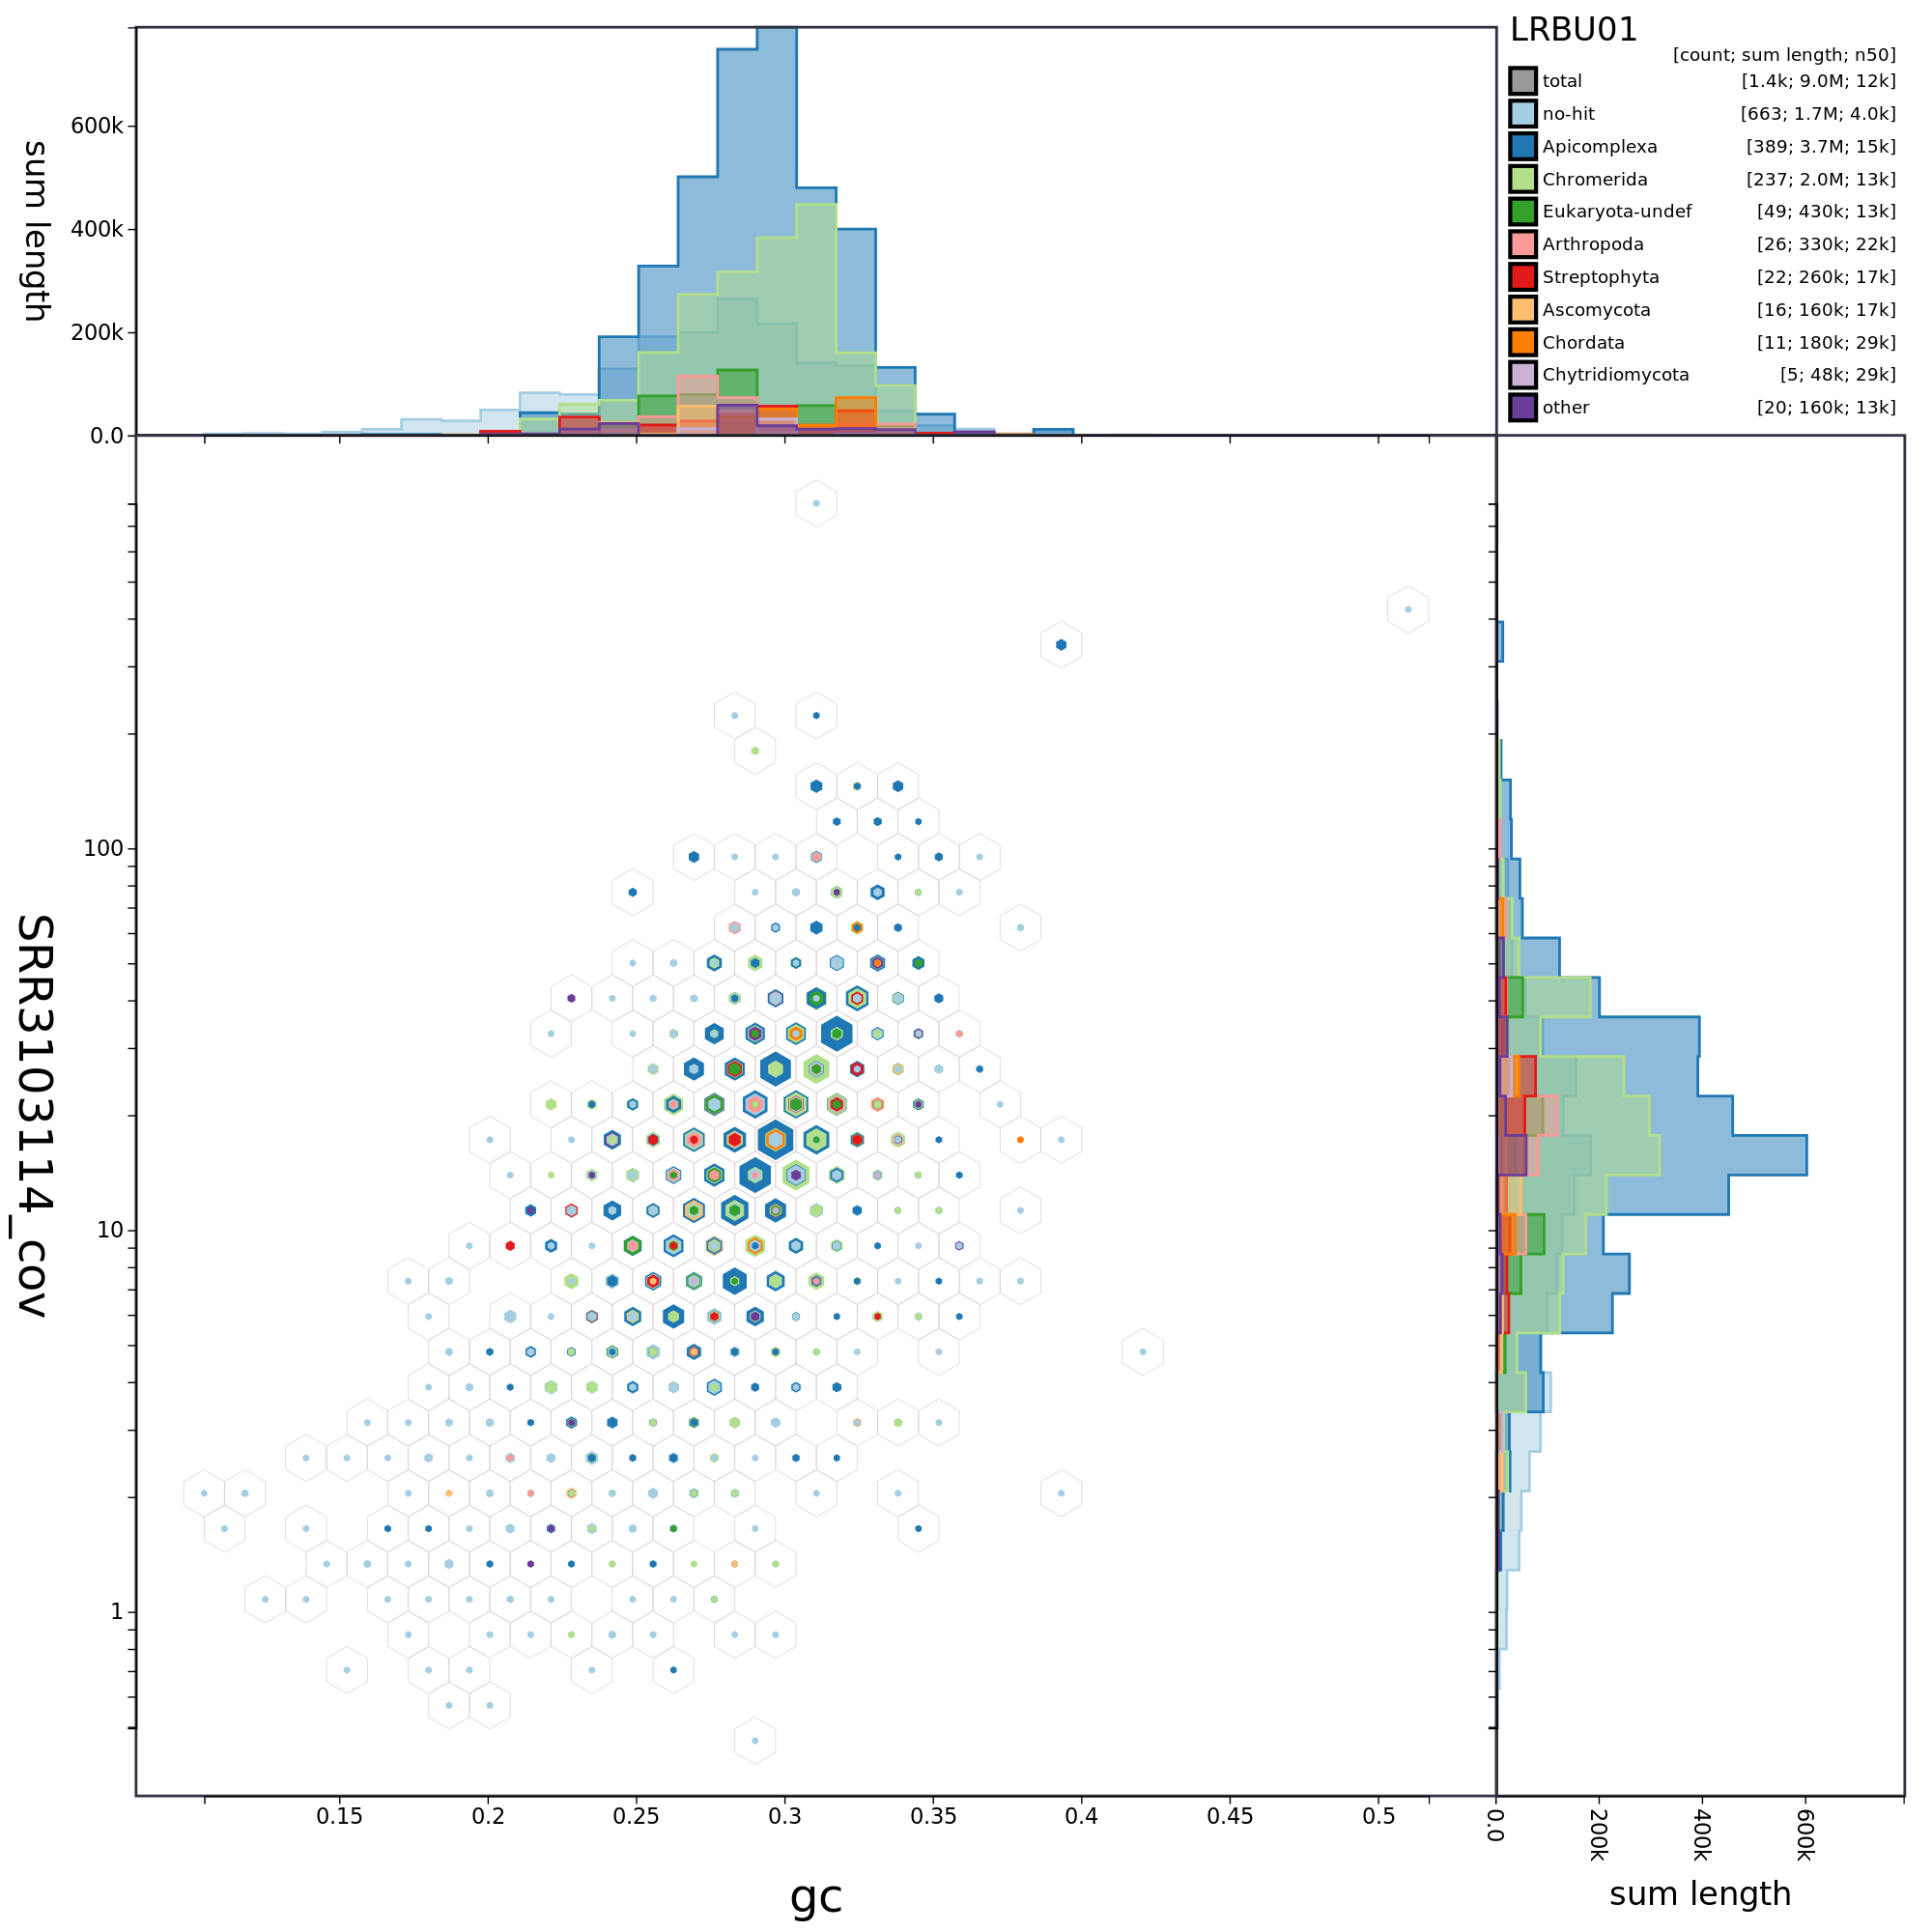 LRBU01
[count; sum length; n50]
total [1.4k; 9.0M; 12k]
no-hit [663; 1.7M; 4.0k]
Apicomplexa [389; 3.7M; 15k]
Chromerida [237; 2.0M; 13k]
Eukaryota-undef [49; 430k; 13k]
Arthropoda [26; 330k; 22k]
Streptophyta [22; 260k; 17k]
Ascomycota [16; 160k; 17k]
Chordata [11; 180k; 29k]
Chytridiomycota [5; 48k; 29k]
other [20; 160k; 13k]
sum length
600k
400k
200k
0.0
SRR3103114_cov
100
10
1
0.15 0.2 0.25 0.3 0.35 0.4 0.45 0.5
gc
0.0 200k 400k 600k
sum length